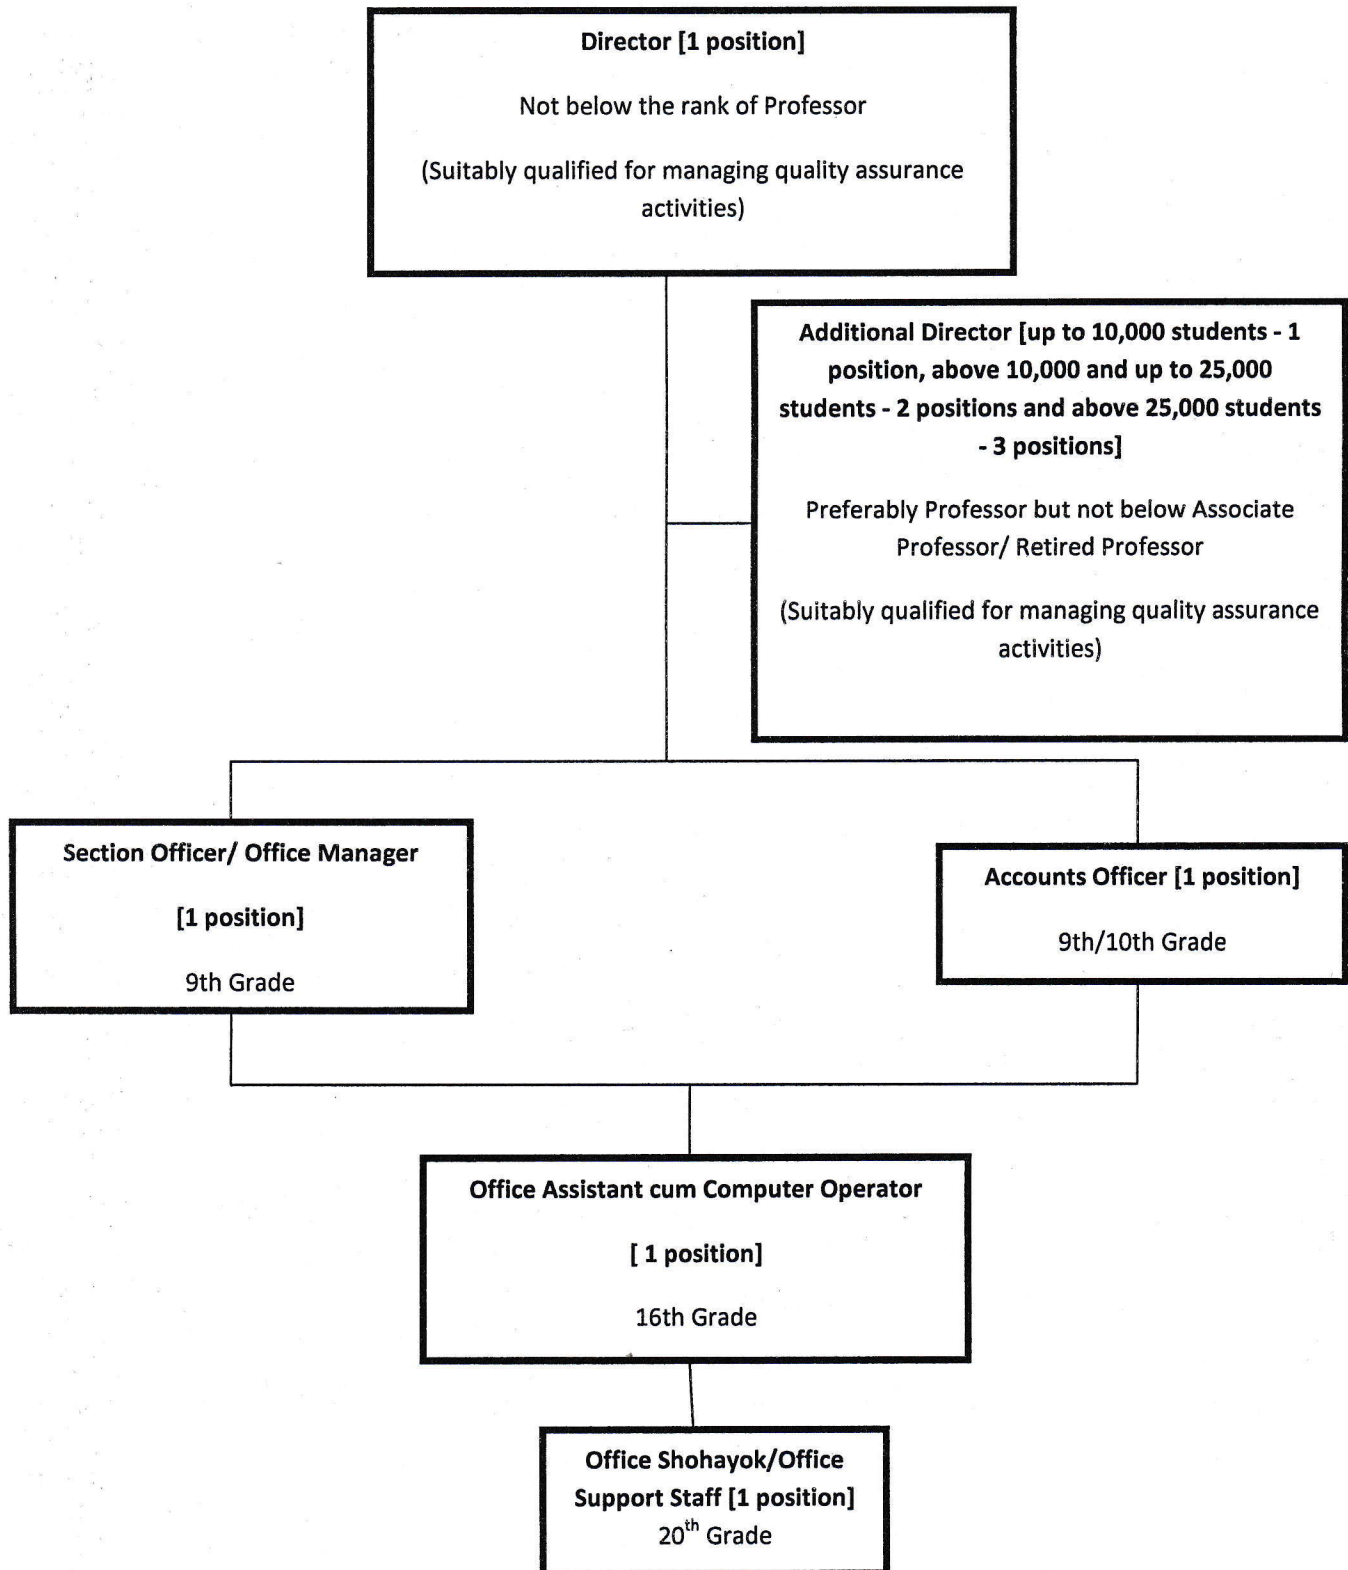 Director [1 position]
Not below the rank of Professor
(Suitably qualified for managing quality assurance
activities)
Additional Director [up to 10,000 students - 1
position, above 10,000 and up to 25,000
students - 2 positions and above 25,000 students
- 3 positions]
Preferably Professor but not below Associate
Professor/ Retired Professor
(Suitably qualified for managing quality assurance
activities)
Section Officer/ Office Manager
[1 position]
9th Grade
Accounts Officer [1 position]
9th/10th Grade
Office Assistant cum Computer Operator
[ 1 position]
16th Grade
Office Shohayok/Office
Support Staff [1 position]
20th Grade